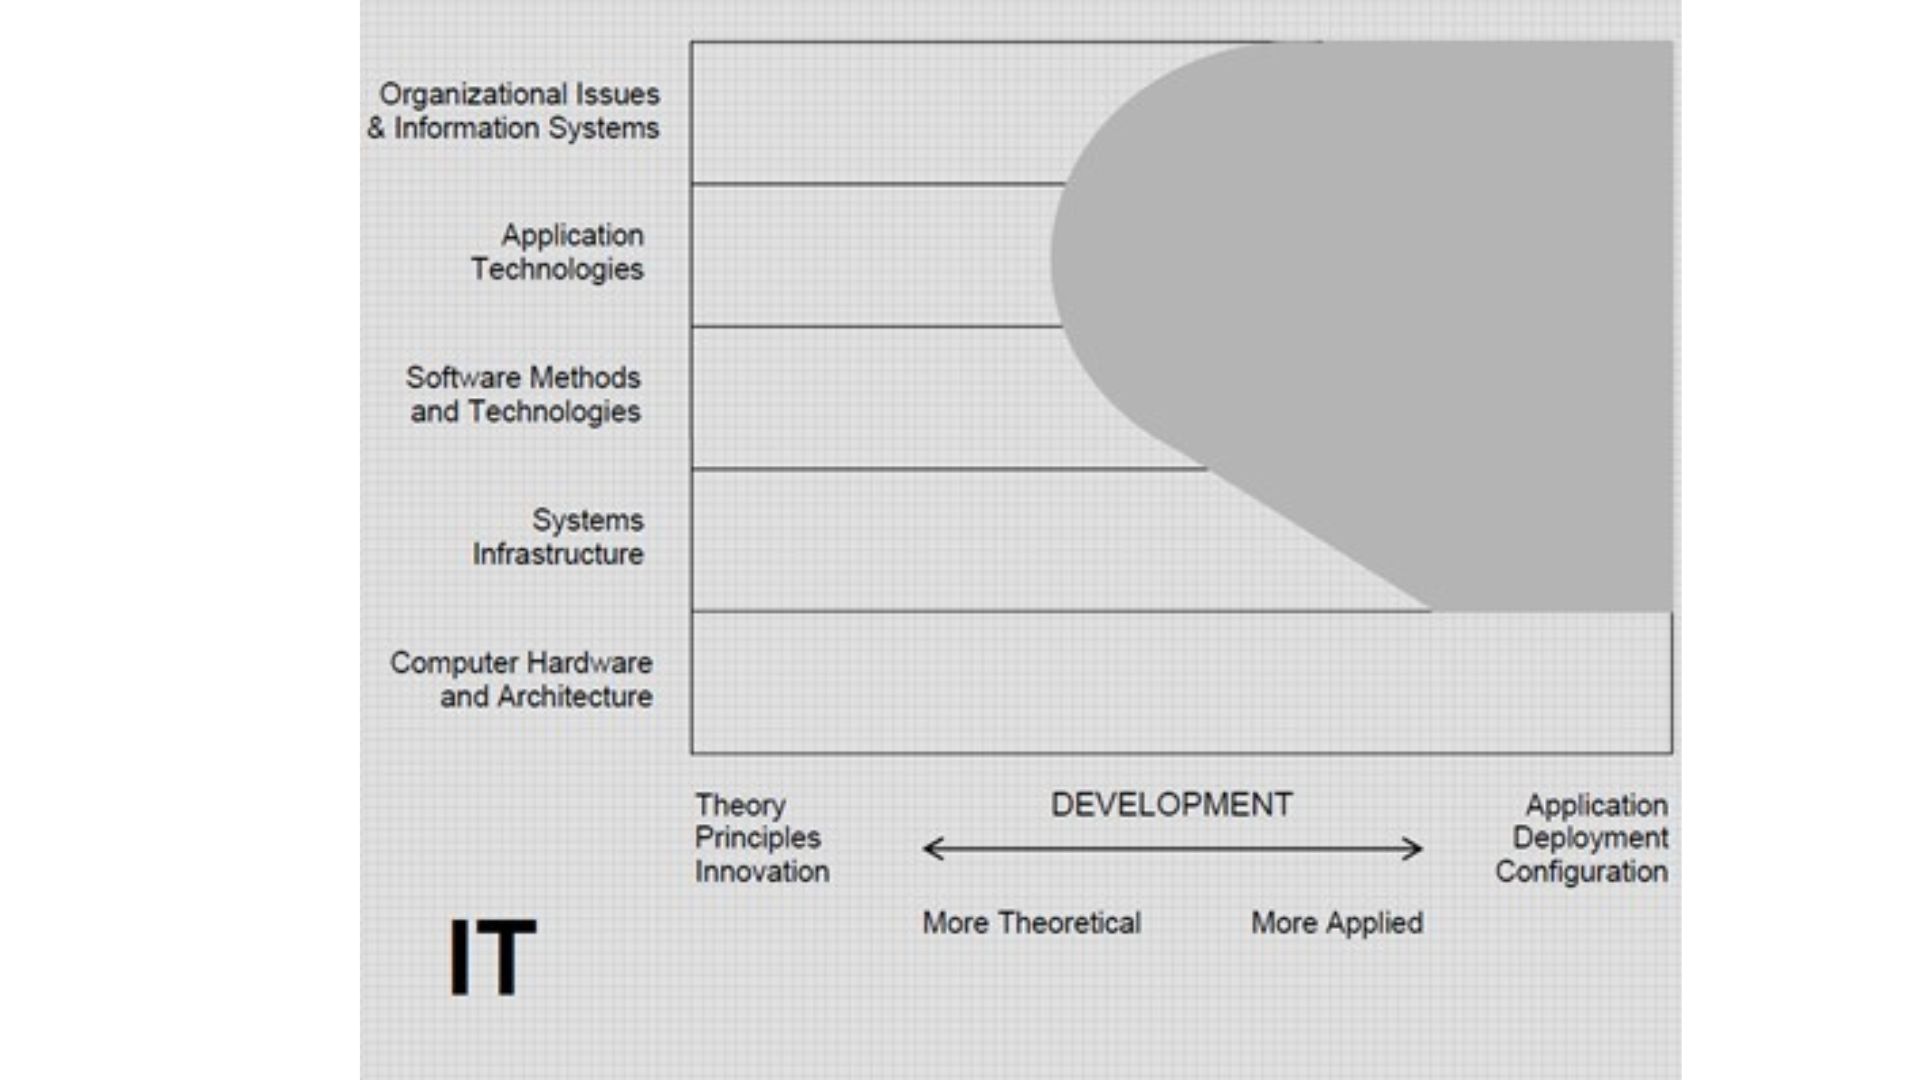 Organizational Issues
& Information Systems
Application
Technologies
Software Methods
and Technologies
Systems
Infrastructure
Computer Hardware
and Architecture
Theory
Principles
Innovation
DEVELOPMENT
Application
Deployment
Configuration
More Theoretical
More Applied
IT